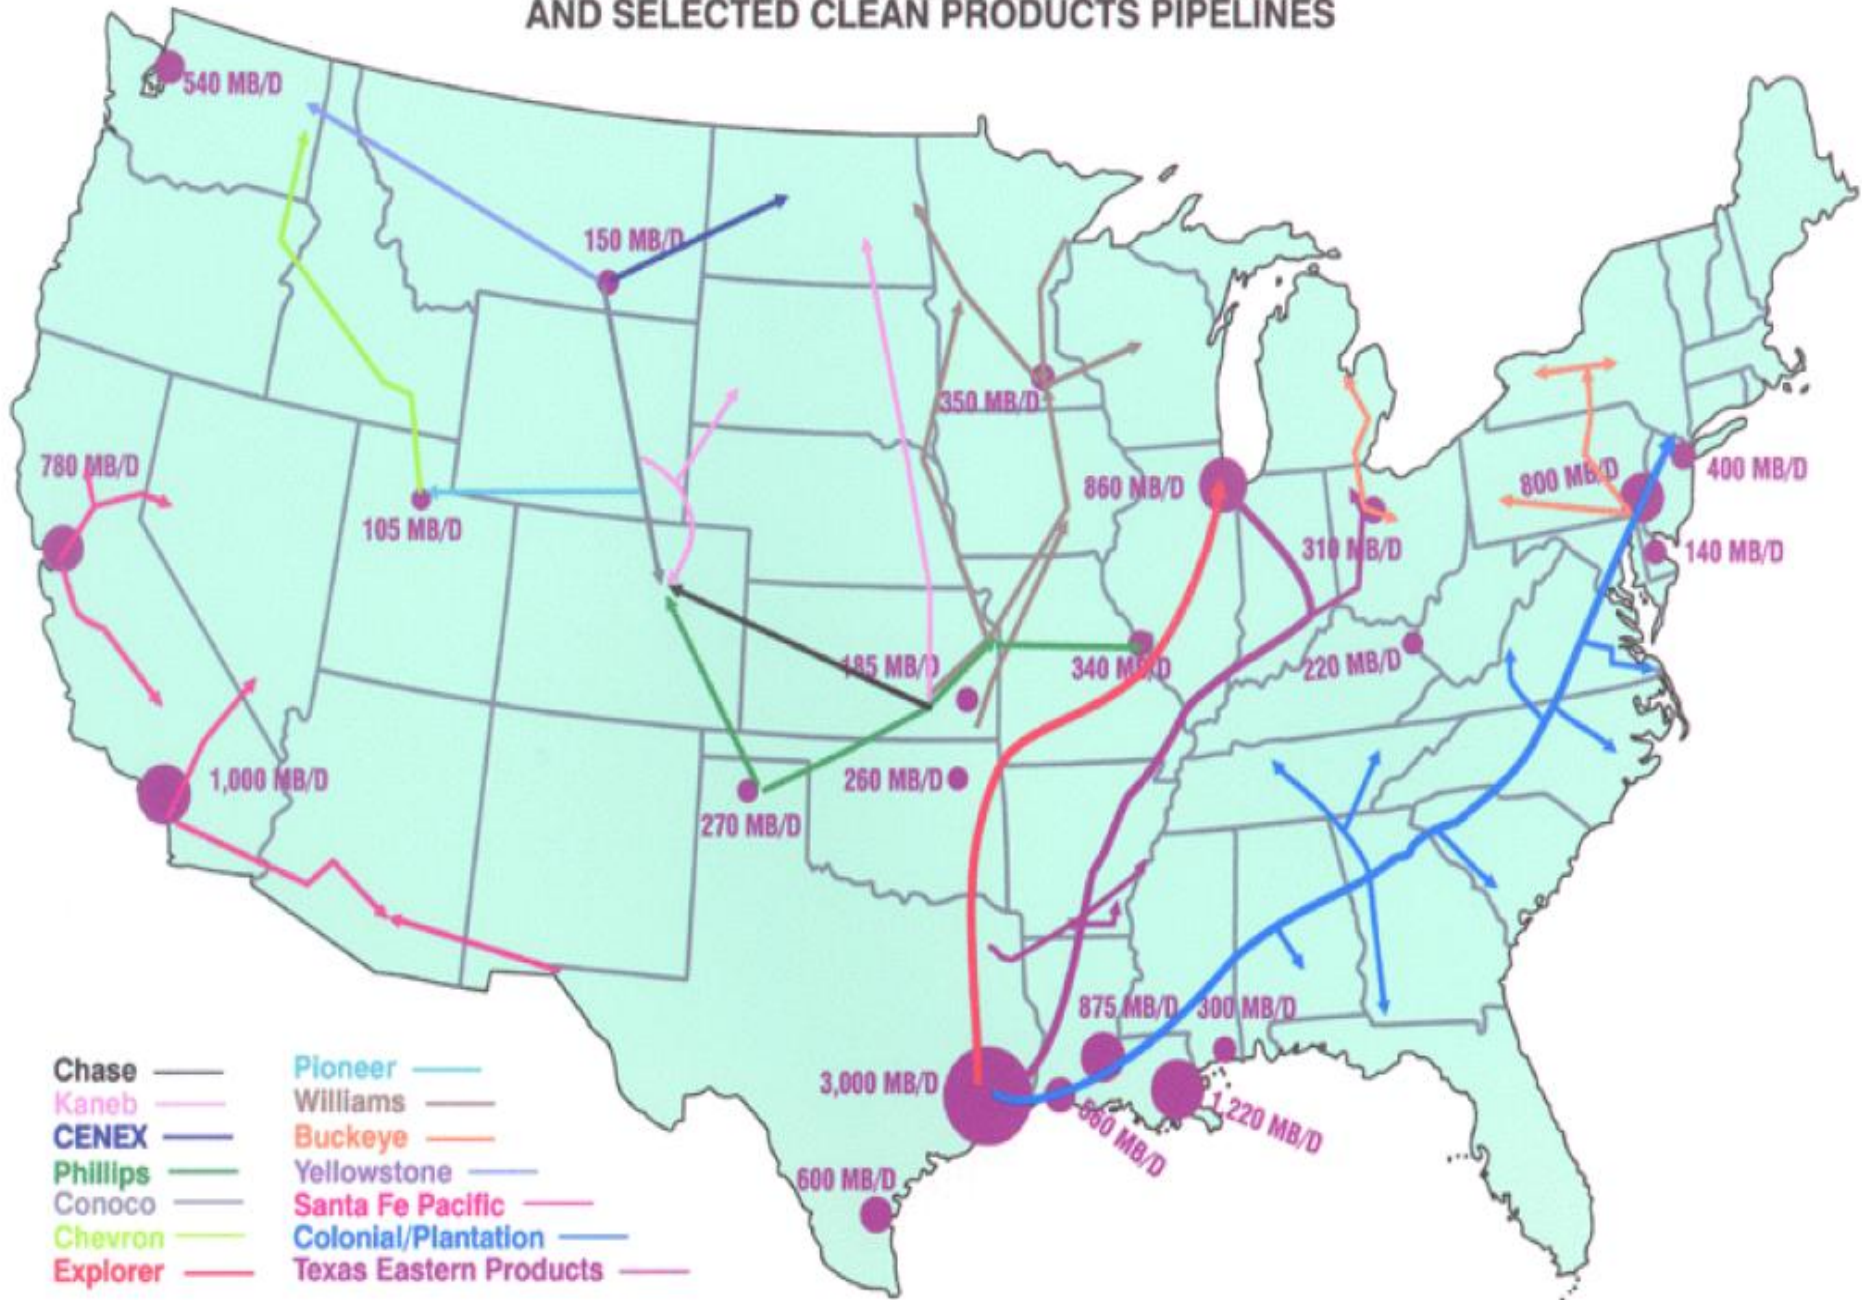 AND SELECTED CLEAN PRODUCTS PIPELINES
540 MB/D
150 MB/D
350 MB/D
780 MB/D
105 MB/D
860 MB/D
800 MB/D
400 MB/D
310 MB/D
140 MB/D
185 MB/D
340 MB/D
220 MB/D
1,000 MB/D
260 MB/D
270 MB/D
875 MB/D
300 MB/D
3,000 MB/D
MB/D
1,220 MB/D
600 MB/D
Chase
Kaneb
CENEX
Phillips
Conoco
Chevron
Explorer
Pioneer
Williams
Buckeye
Yellowstone
Santa Fe Pacific
Colonial/Plantation
Texas Eastern Products